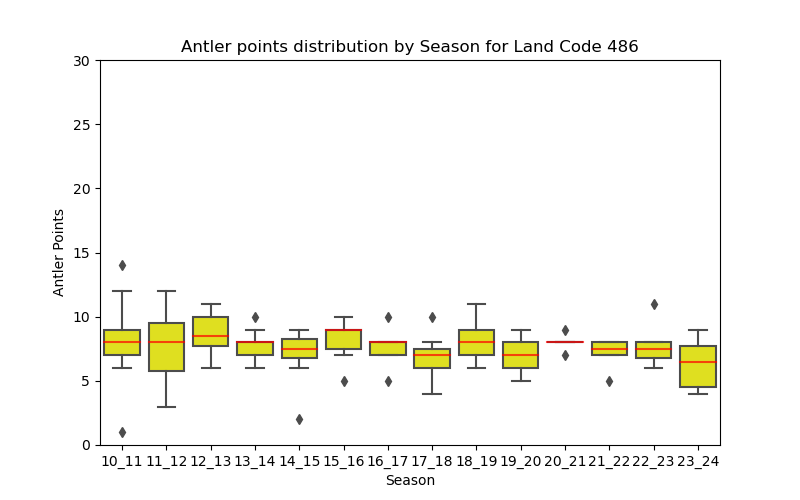 Antler points distribution by Season for Land Code 486
30
25
20
15
10
5
0
Antler Points
10_11 11_12 12_13 13_14 14_15 15_16 16_17 17_18 18_19 19_20 20_21 21_22 22_23 23_24
Season